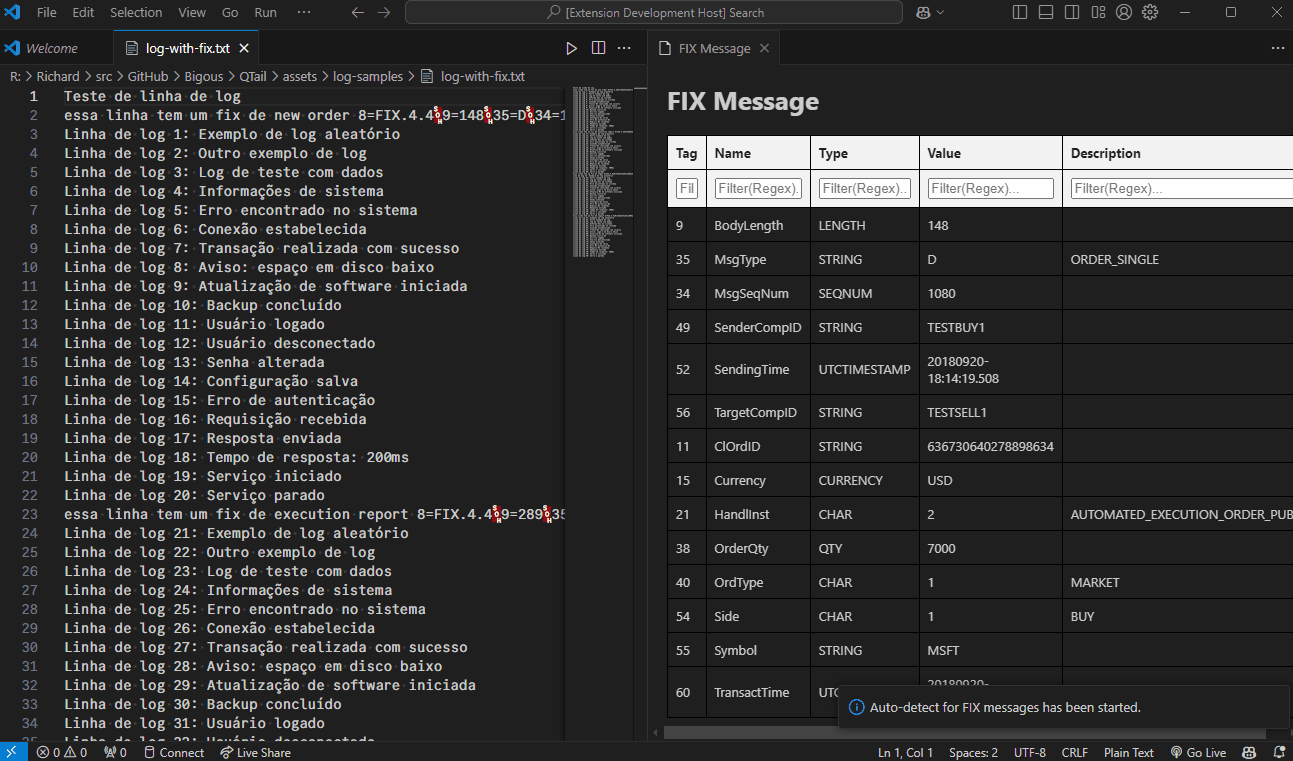 File Edit Selection View Go Run ··· [Extension Development Host] Search
Welcome log-with-fix.txt FIX Message
R: > Richard > src > GitHub > Bigous > QTail > assets > log-samples > log-with-fix.txt
1 Teste de linha de log
2 essa linha tem um fix de new order 8=FIX.4.4SOH9=148SOH35=DSOH34=1
3 Linha de log 1: Exemplo de log aleatório
4 Linha de log 2: Outro exemplo de log
5 Linha de log 3: Log de teste com dados
6 Linha de log 4: Informações de sistema
7 Linha de log 5: Erro encontrado no sistema
8 Linha de log 6: Conexão estabelecida
9 Linha de log 7: Transação realizada com sucesso
10 Linha de log 8: Aviso: espaço em disco baixo
11 Linha de log 9: Atualização de software iniciada
12 Linha de log 10: Backup concluído
13 Linha de log 11: Usuário logado
14 Linha de log 12: Usuário desconectado
15 Linha de log 13: Senha alterada
16 Linha de log 14: Configuração salva
17 Linha de log 15: Erro de autenticação
18 Linha de log 16: Requisição recebida
19 Linha de log 17: Resposta enviada
20 Linha de log 18: Tempo de resposta: 200ms
21 Linha de log 19: Serviço iniciado
22 Linha de log 20: Serviço parado
23 essa linha tem um fix de execution report 8=FIX.4.4SOH9=289SOH35
24 Linha de log 21: Exemplo de log aleatório
25 Linha de log 22: Outro exemplo de log
26 Linha de log 23: Log de teste com dados
27 Linha de log 24: Informações de sistema
28 Linha de log 25: Erro encontrado no sistema
29 Linha de log 26: Conexão estabelecida
30 Linha de log 27: Transação realizada com sucesso
31 Linha de log 28: Aviso: espaço em disco baixo
32 Linha de log 29: Atualização de software iniciada
33 Linha de log 30: Backup concluído
34 Linha de log 31: Usuário logado
FIX Message
Tag Name Type Value Description
Fil Filter(Regex). Filter(Regex).. Filter(Regex)... Filter(Regex)...
9 BodyLength LENGTH 148
35 MsgType STRING D ORDER_SINGLE
34 MsgSeqNum SEQNUM 1080
49 SenderCompID STRING TESTBUY1
52 SendingTime UTCTIMESTAMP 20180920-
18:14:19.508
56 TargetCompID STRING TESTSELL1
11 ClOrdID STRING 636730640278898634
15 Currency CURRENCY USD
21 HandlInst CHAR 2 AUTOMATED_EXECUTION_ORDER_PUB
38 OrderQty QTY 7000
40 OrdType CHAR 1 MARKET
54 Side CHAR 1 BUY
55 Symbol STRING MSFT
60 TransactTime UTC 20180920-
Auto-detect for FIX messages has been started.
0 0 0 Connect Live Share Ln 1, Col 1 Spaces: 2 UTF-8 CRLF Plain Text Go Live